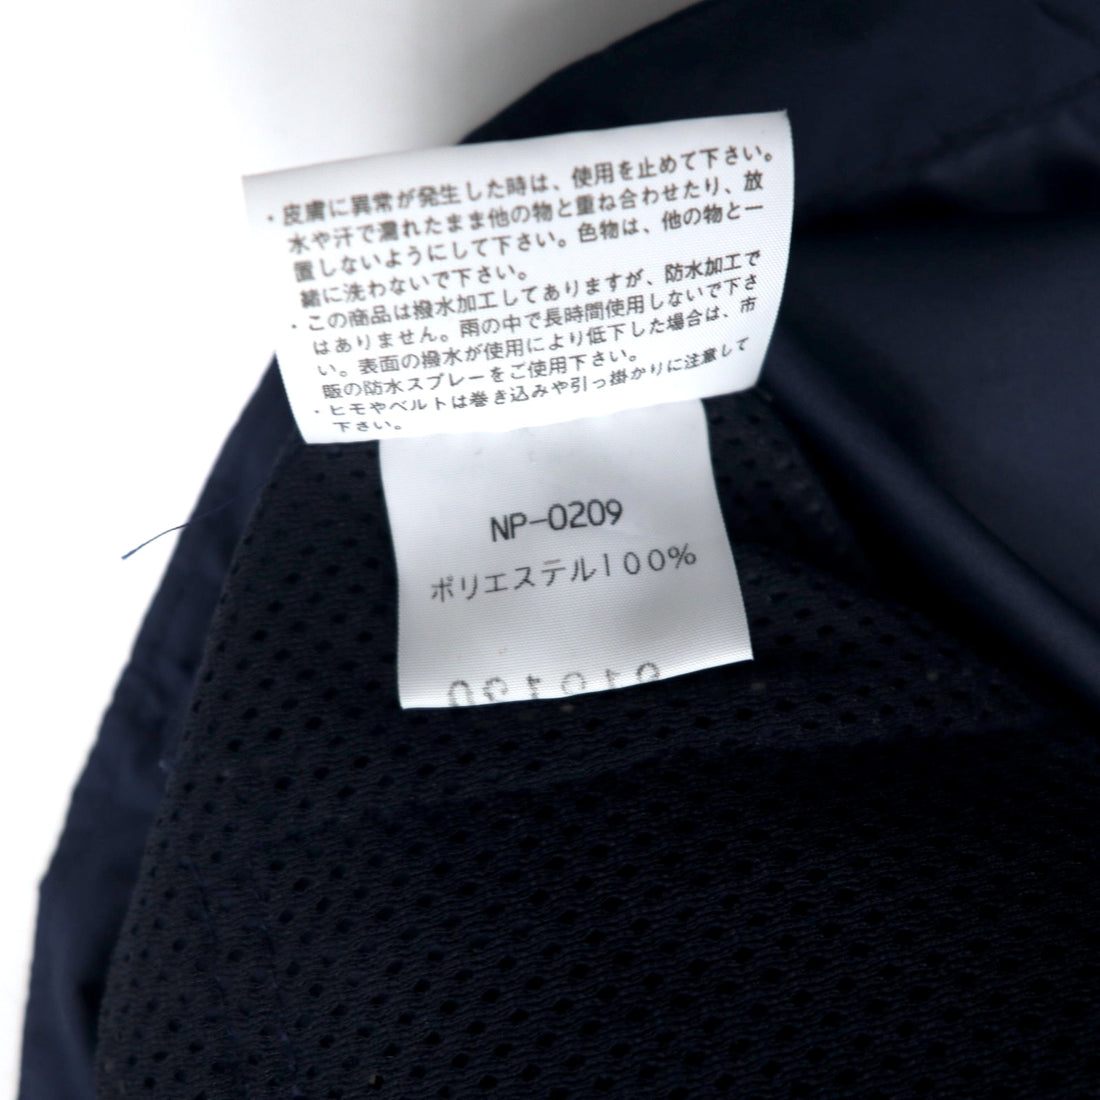 ・皮膚に異常が発生した時は、使用を止めて下さい。
水や汗で濡れたまま他の物と重ね合わせたり、放
置しないようにして下さい。色物は、他の物と一
緒に洗わないで下さい。
・この商品は撥水加工してありますが、防水加工で
はありません。雨の中で長時間使用しないで下さ
い。表面の撥水が使用により低下した場合は、市
販の防水スプレーをご使用下さい。
・ヒモやベルトは巻き込みや引っ掛かりに注意して
下さい。
NP-0209
ポリエステル100%